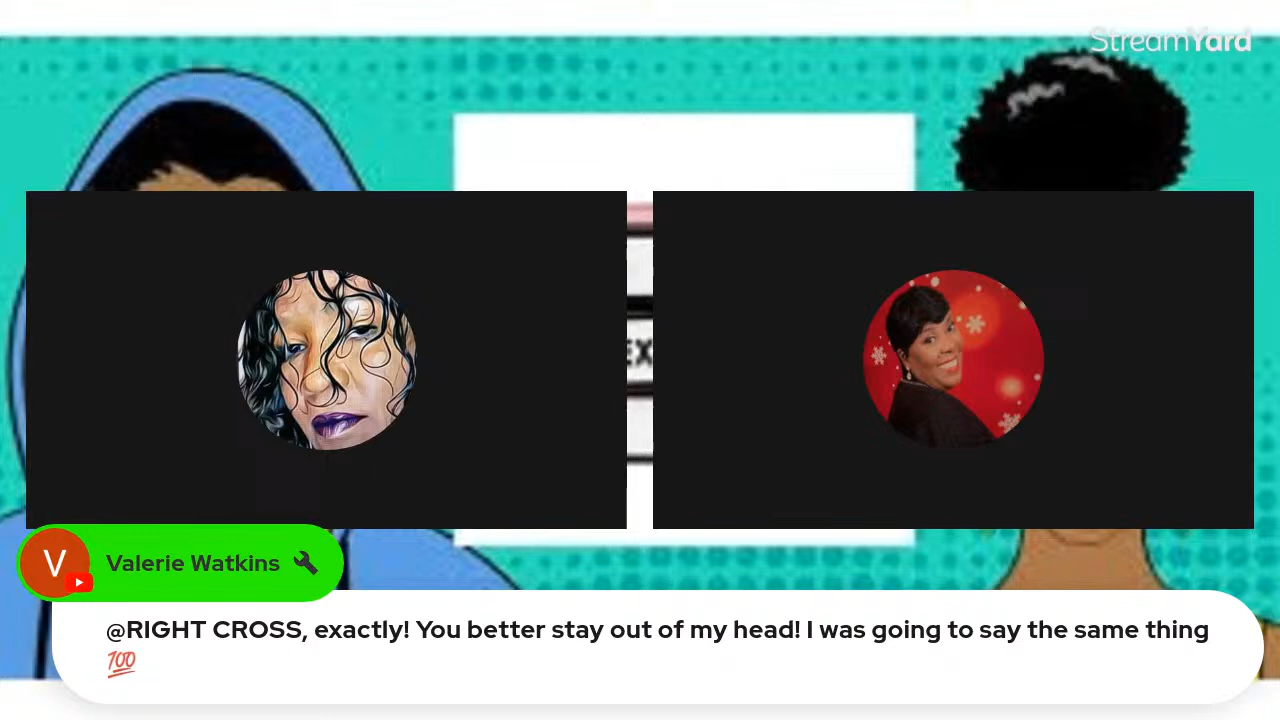 StreamYard
EX
Valerie Watkins
@RIGHT CROSS, exactly! You better stay out of my head! I was going to say the same thing
💯